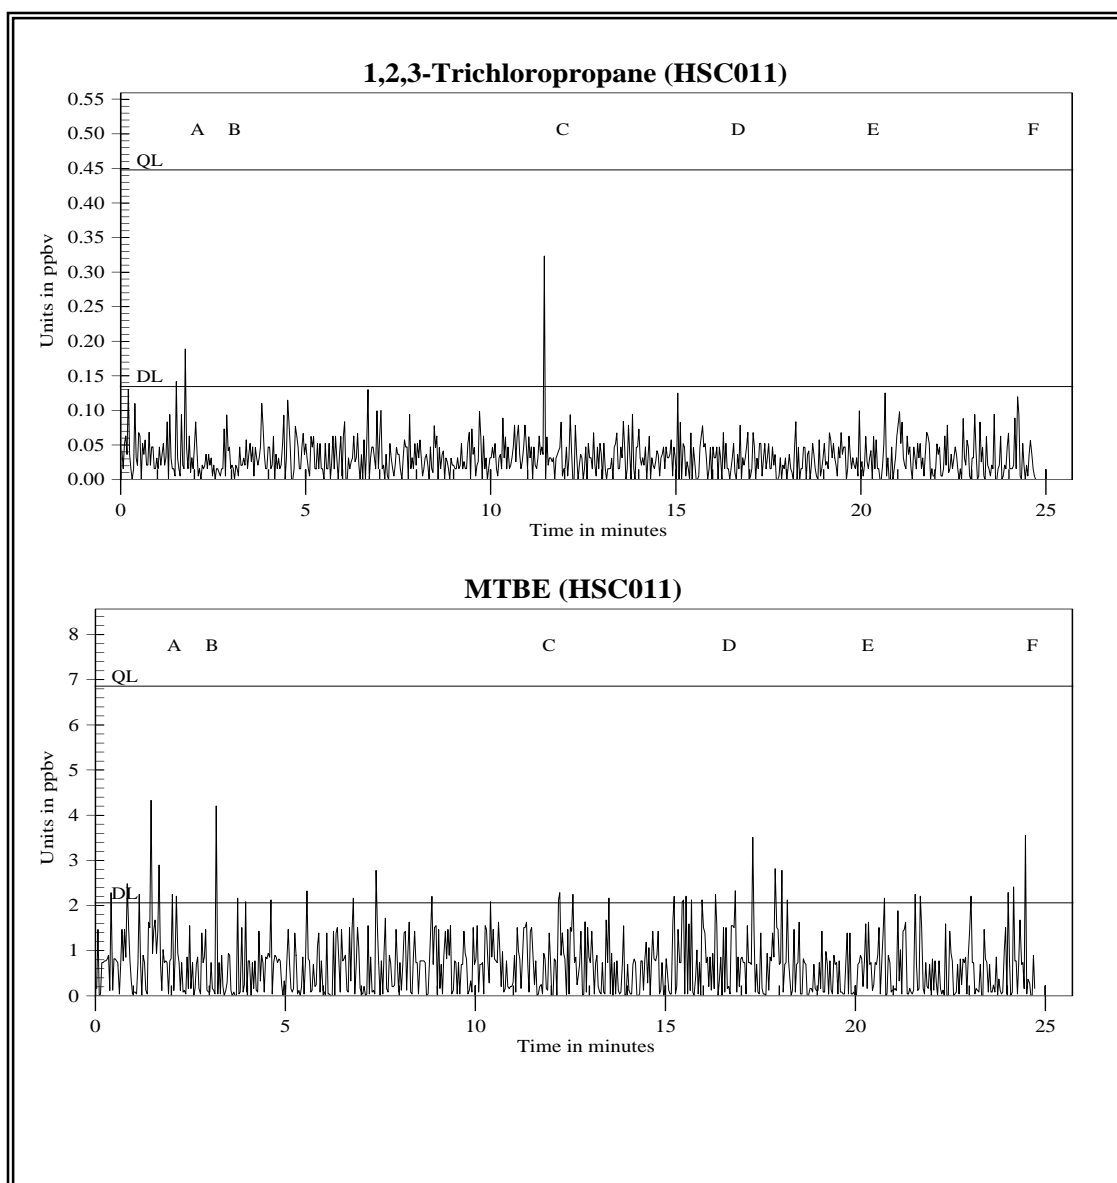 1,2,3-Trichloropropane (HSC011)
0.55
A B C D E F
0.50
QL
0.45
0.40
0.35
0.30
0.25
0.20
DL
0.15
0.10
0.05
0.00
Units in ppbv
0 5 10 15 20 25
Time in minutes
MTBE (HSC011)
8
A B C D E F
QL
7
6
5
4
3
DL
2
1
0
Units in ppbv
0 5 10 15 20 25
Time in minutes